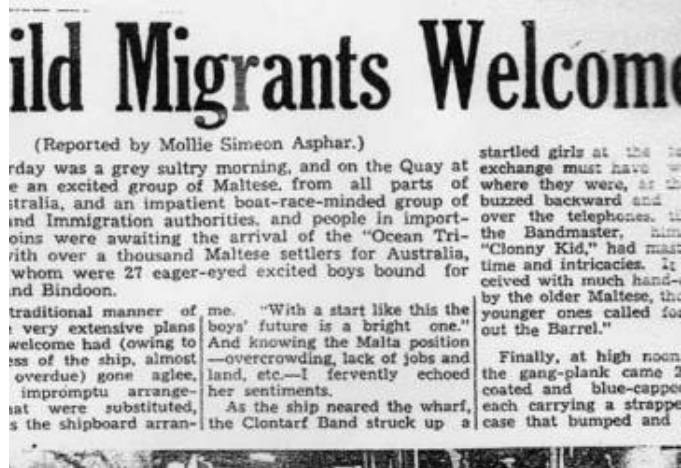 ild Migrants Welcome
(Reported by Mollie Simeon Asphar.)
rday was a grey sultry morning, and on the Quay at
e an excited group of Maltese. from all parts of
stralia, and an impatient boat-race-minded group of
nd Immigration authorities. and people in import-
oins were awaiting the arrival of the "Ocean Tri-
vith over a thousand Maltese settlers for Australia,
whom were 27 eager-eyed excited boys bound for
nd Bindoon.
traditional manner of
very extensive plans
welcome had (owing to
ess of the ship, almost
overdue) gone aglee,
impromptu arrange-
hat were substituted,
s the shipboard arran-
me. "With a start like this the
boys' future is a bright one."
And knowing the Malta position
—overcrowding, lack of jobs and
land, etc.—I fervently echoed
her sentiments.
As the ship neared the wharf,
the Clontarf Band struck up a
startled girls at the
exchange must have
where they were, as
buzzed backward and
over the telephones.
the Bandmaster,
"Clonny Kid," had
time and intricacies. It
ceived with much hand-
by the older Maltese,
younger ones called
out the Barrel."
Finally, at high noon
the gang-plank came 2
coated and blue-cappe
each carrying a strappe
case that bumped and